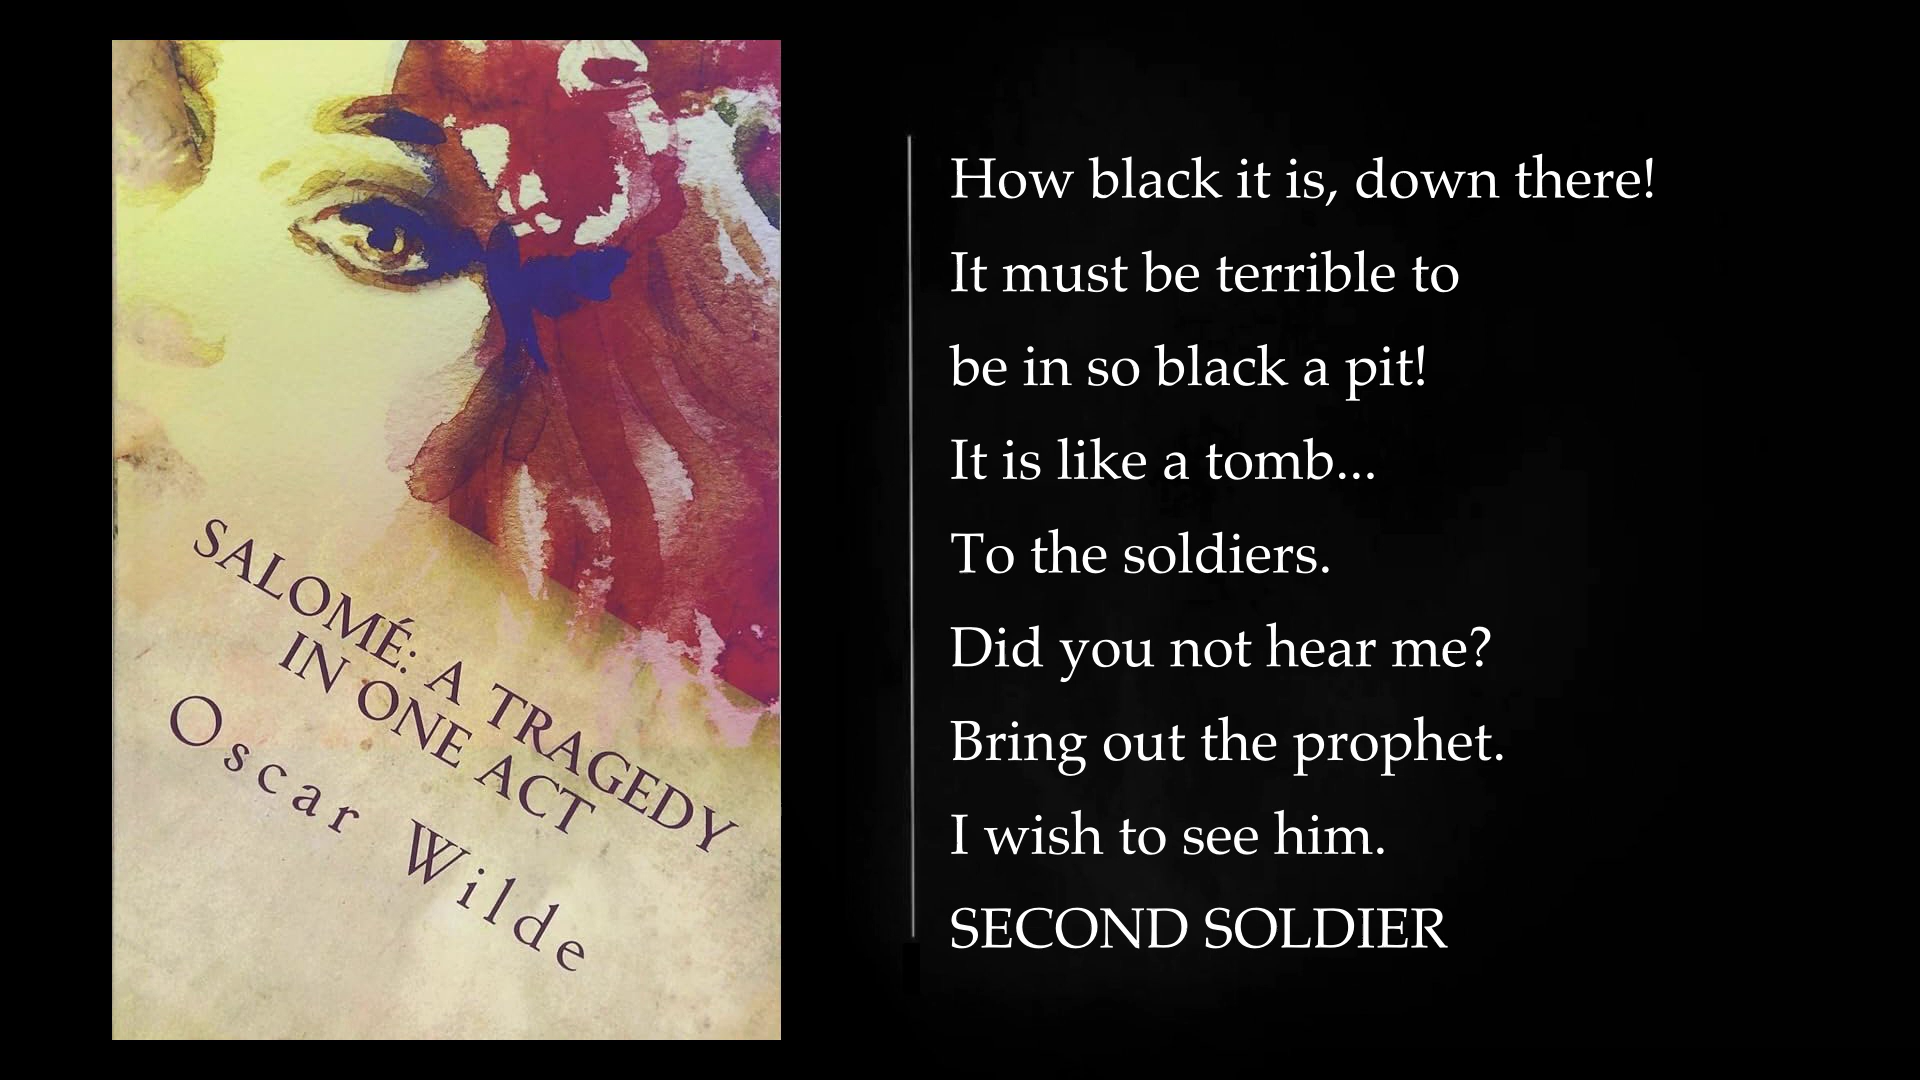 SALOMÉ: A TRAGEDY
IN ONE ACT
Oscar Wilde
How black it is, down there!
It must be terrible to
be in so black a pit!
It is like a tomb...
To the soldiers.
Did you not hear me?
Bring out the prophet.
I wish to see him.
SECOND SOLDIER